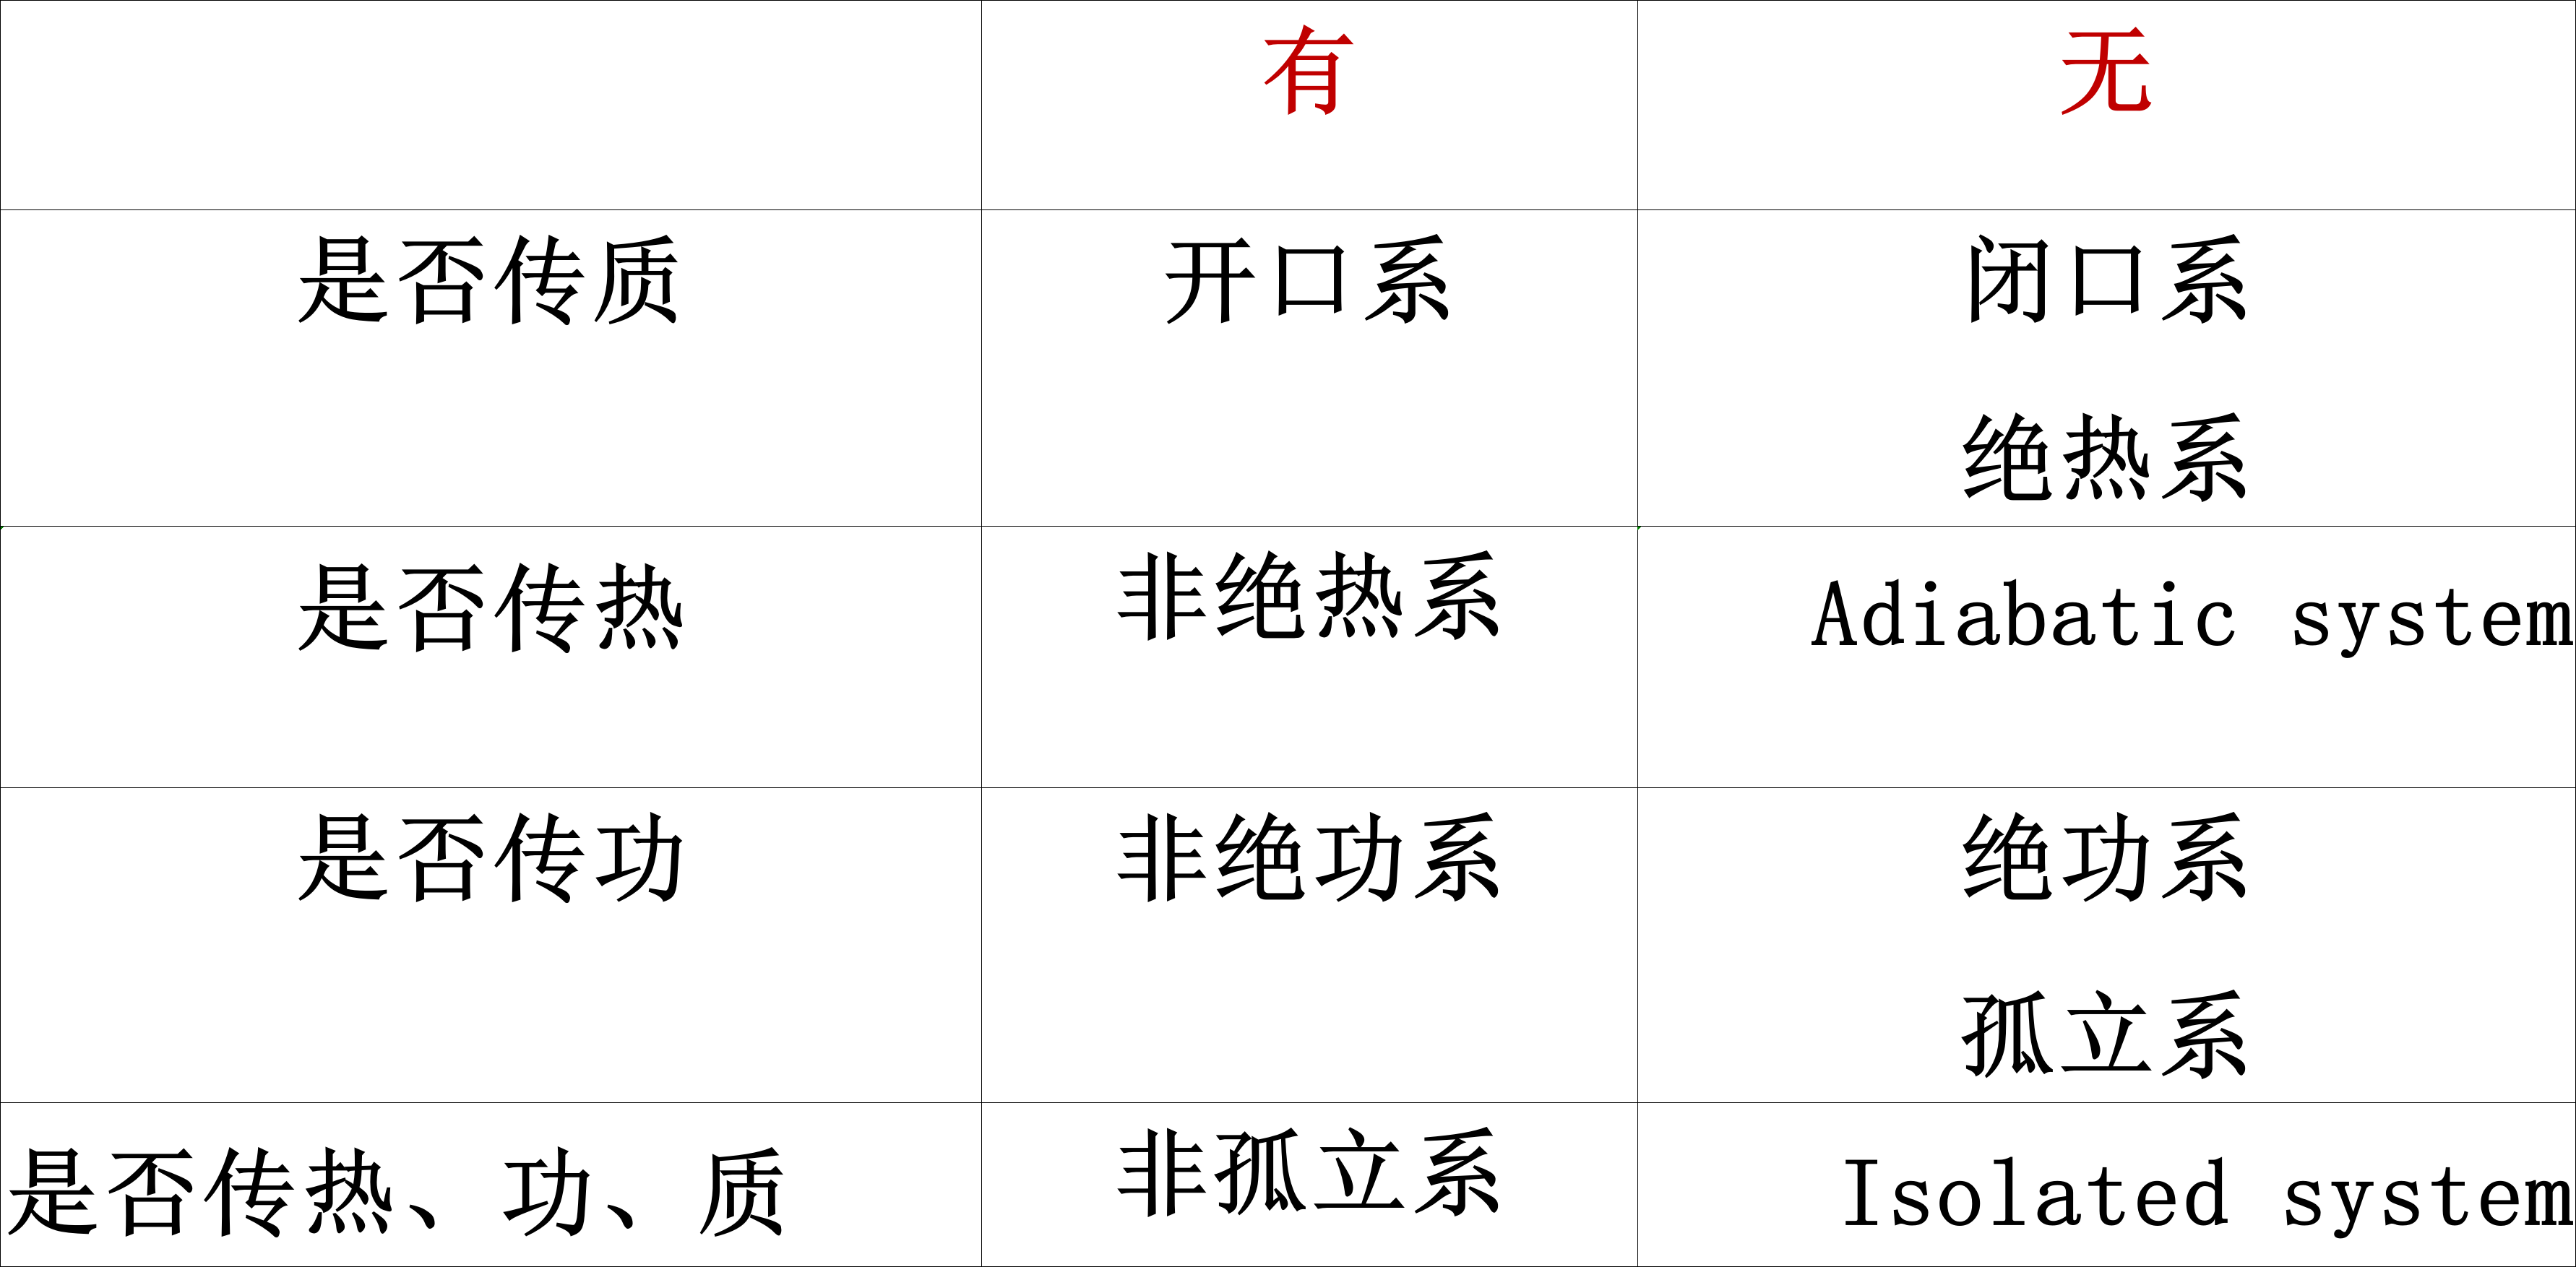 有 无
是否传质 开口系 闭口系
绝热系
是否传热 非绝热系 Adiabatic system
是否传功 非绝功系 绝功系
孤立系
是否传热、功、质 非孤立系 Isolated system